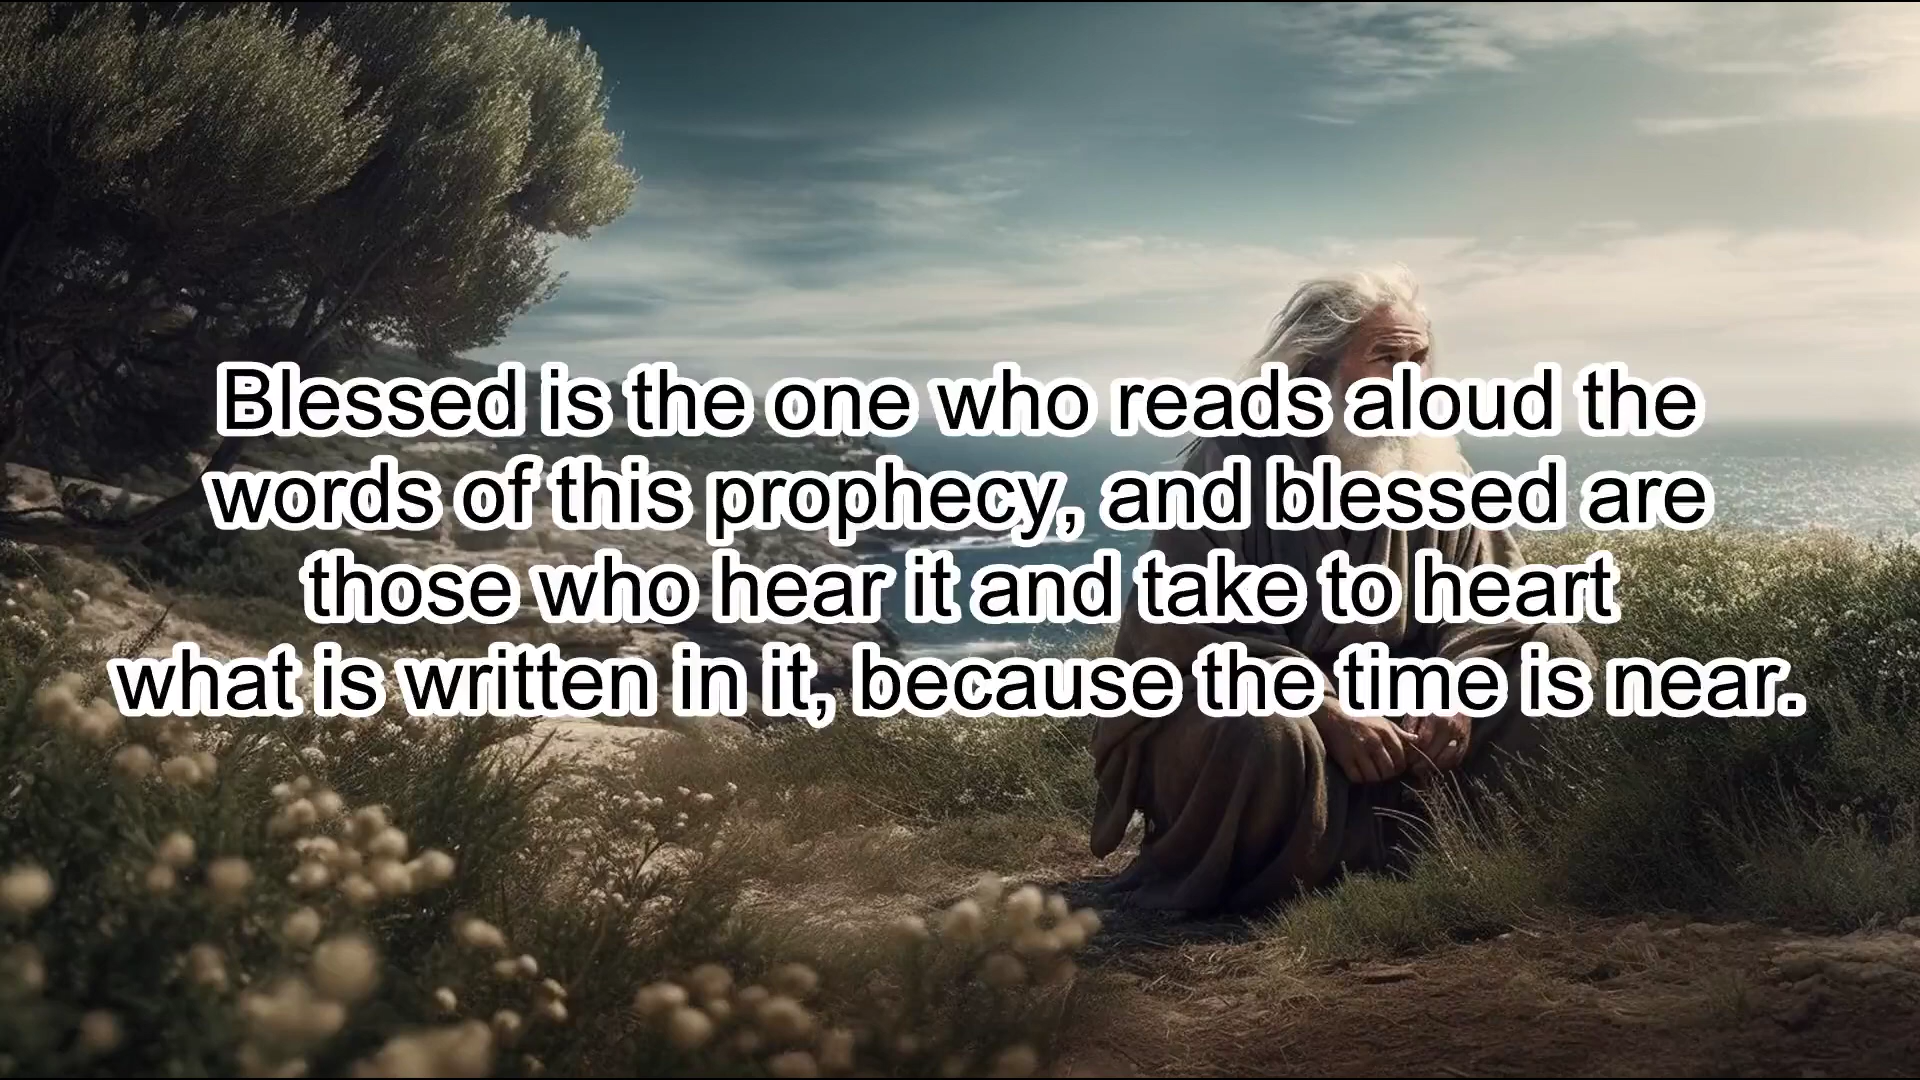 Blessed is the one who reads aloud the
words of this prophecy, and blessed are
those who hear it and take to heart
what is written in it, because the time is near.